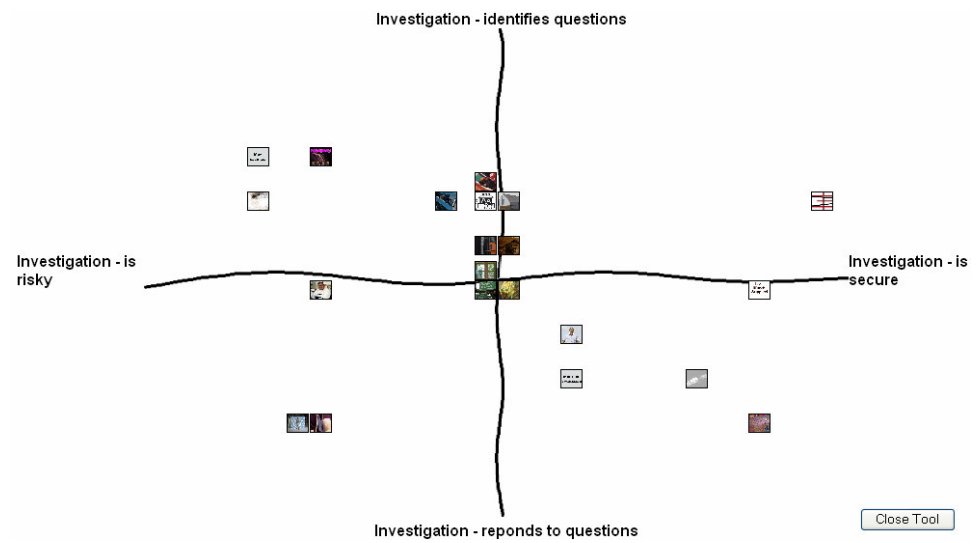 Investigation - identifies questions
Investigation - is
risky
Investigation - is
secure
Investigation - reponds to questions
Close Tool